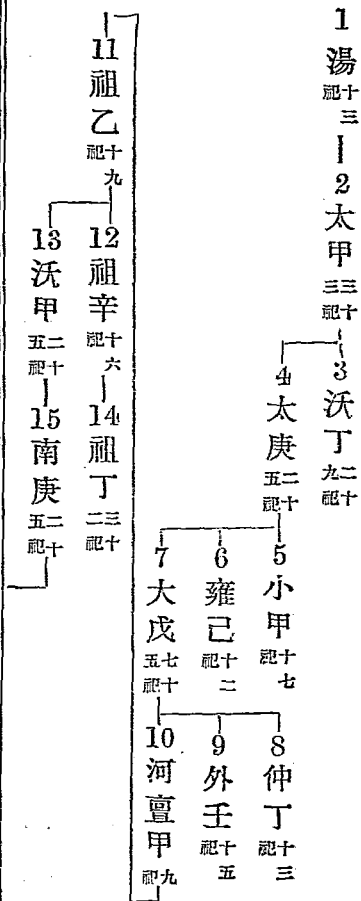 1 湯 十三祀
2 太甲 三十三祀
3 沃丁 二十九祀
4 太庚 二十五祀
5 小甲 十七祀
6 雍己 十二祀
7 大戊 七十五祀
8 仲丁 十三祀
9 外壬 十五祀
10 河亶甲 九祀
11 祖乙 十九祀
12 祖辛 十六祀
13 沃甲 二十五祀
14 祖丁 三十二祀
15 南庚 二十五祀